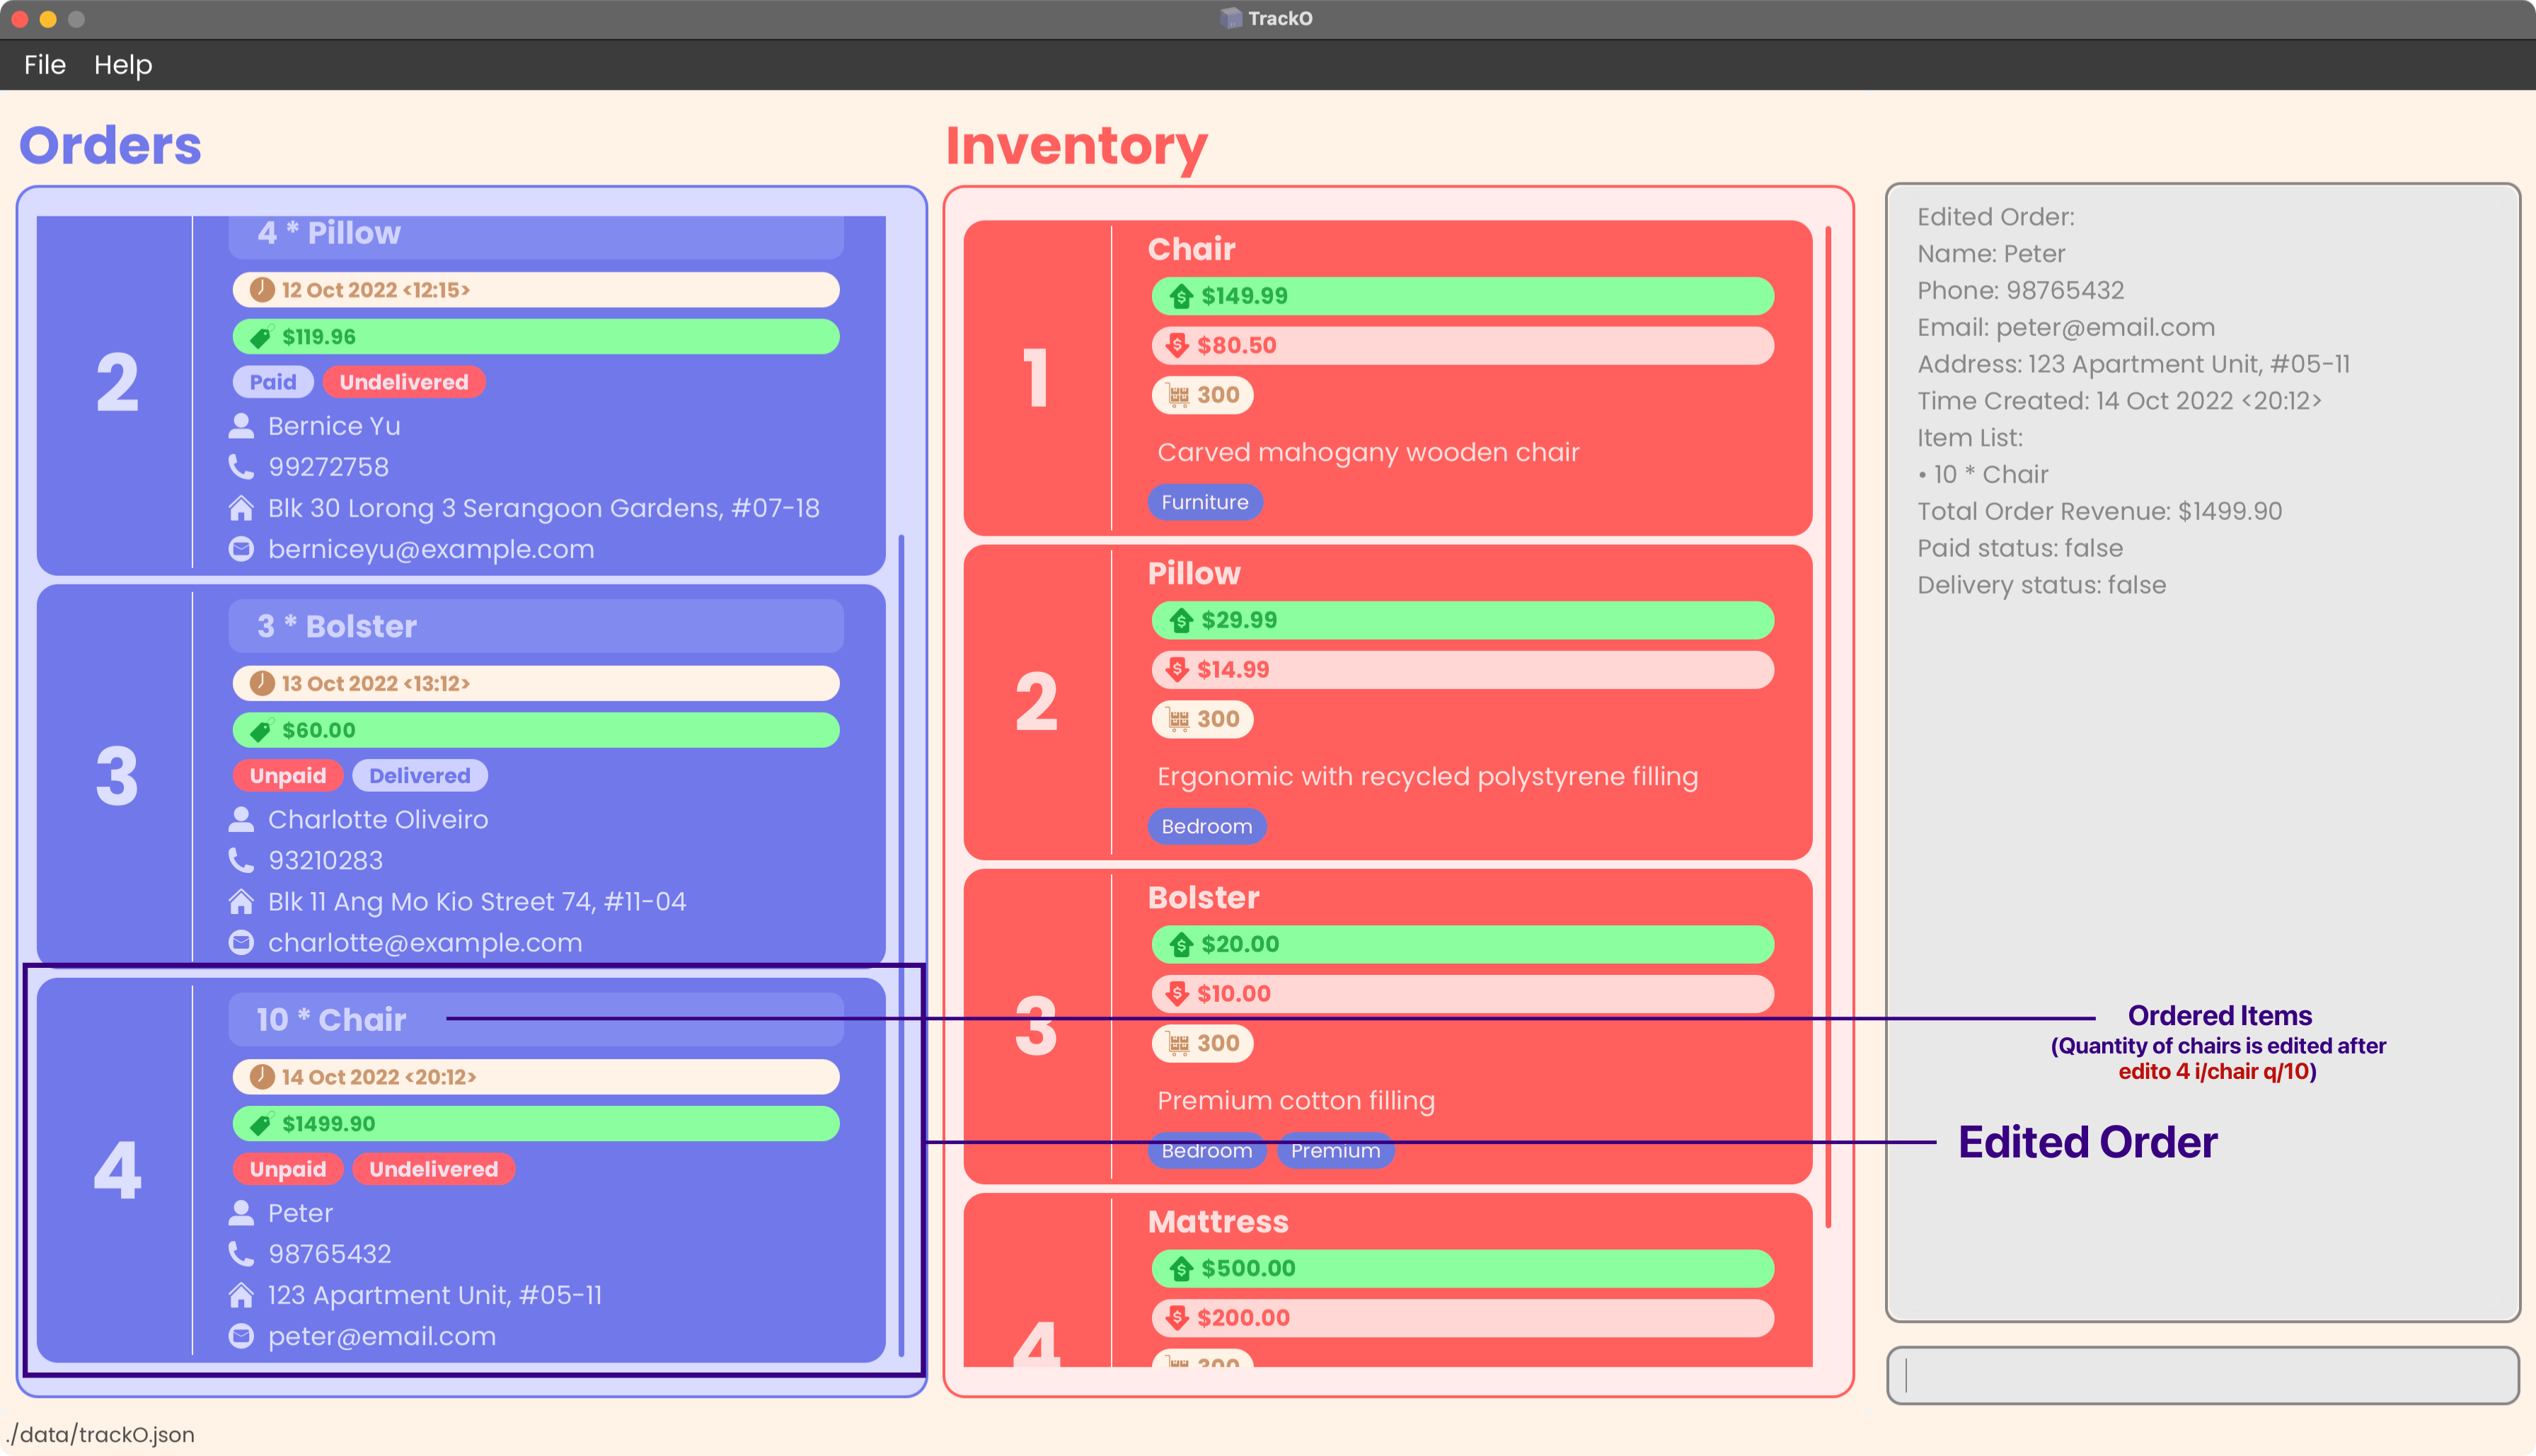 TrackO
File Help
Orders
4 * Pillow
2
12 Oct 2022 <12:15>
$119.96
Paid Undelivered
Bernice Yu
99272758
Blk 30 Lorong 3 Serangoon Gardens, #07-18
berniceyu@example.com
3 * Bolster
3
13 Oct 2022 <13:12>
$60.00
Unpaid Delivered
Charlotte Oliveiro
93210283
Blk 11 Ang Mo Kio Street 74, #11-04
charlotte@example.com
10 * Chair
4
14 Oct 2022 <20:12>
$1499.90
Unpaid Undelivered
Peter
98765432
123 Apartment Unit, #05-11
peter@email.com
Inventory
1
Chair
$149.99
$80.50
300
Carved mahogany wooden chair
Furniture
2
Pillow
$29.99
$14.99
300
Ergonomic with recycled polystyrene filling
Bedroom
3
Bolster
$20.00
$10.00
300
Premium cotton filling
Bedroom Premium
4
Mattress
$500.00
$200.00
300
Edited Order:
Name: Peter
Phone: 98765432
Email: peter@email.com
Address: 123 Apartment Unit, #05-11
Time Created: 14 Oct 2022 <20:12>
Item List:
• 10 * Chair
Total Order Revenue: $1499.90
Paid status: false
Delivery status: false
Ordered Items
(Quantity of chairs is edited after
edito 4 i/chair q/10)
Edited Order
./data/trackO.json